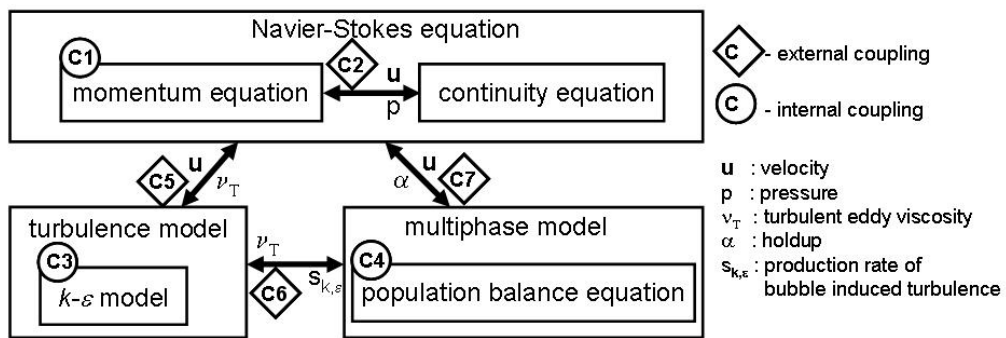 Navier-Stokes equation
C1
momentum equation
C2
u
p
continuity equation
C - external coupling
C - internal coupling
C5
u
νT
α
u
C7
u : velocity
p : pressure
νT : turbulent eddy viscosity
α : holdup
sk,ε : production rate of
bubble induced turbulence
turbulence model
C3
k-ε model
νT
sk,ε
C6
multiphase model
C4
population balance equation